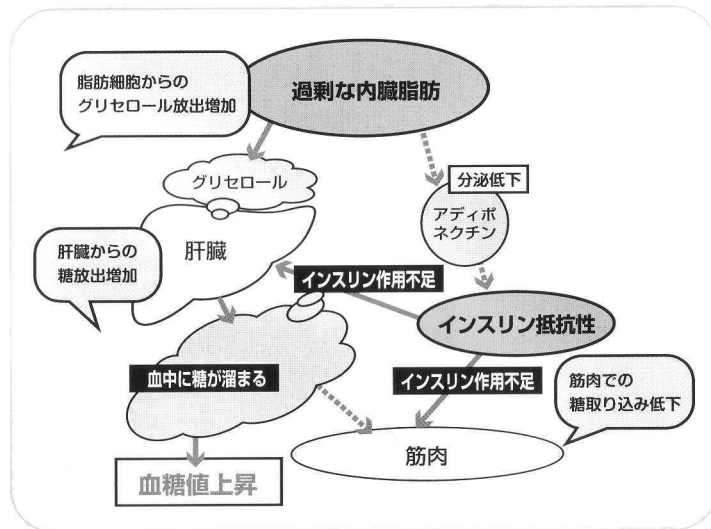 脂肪細胞からの
グリセロール放出増加
過剰な内臓脂肪
グリセロール
分泌低下
アディポ
ネクチン
肝臓からの
糖放出増加
肝臓
インスリン作用不足
インスリン抵抗性
血中に糖が溜まる
インスリン作用不足
筋肉での
糖取り込み低下
筋肉
血糖値上昇